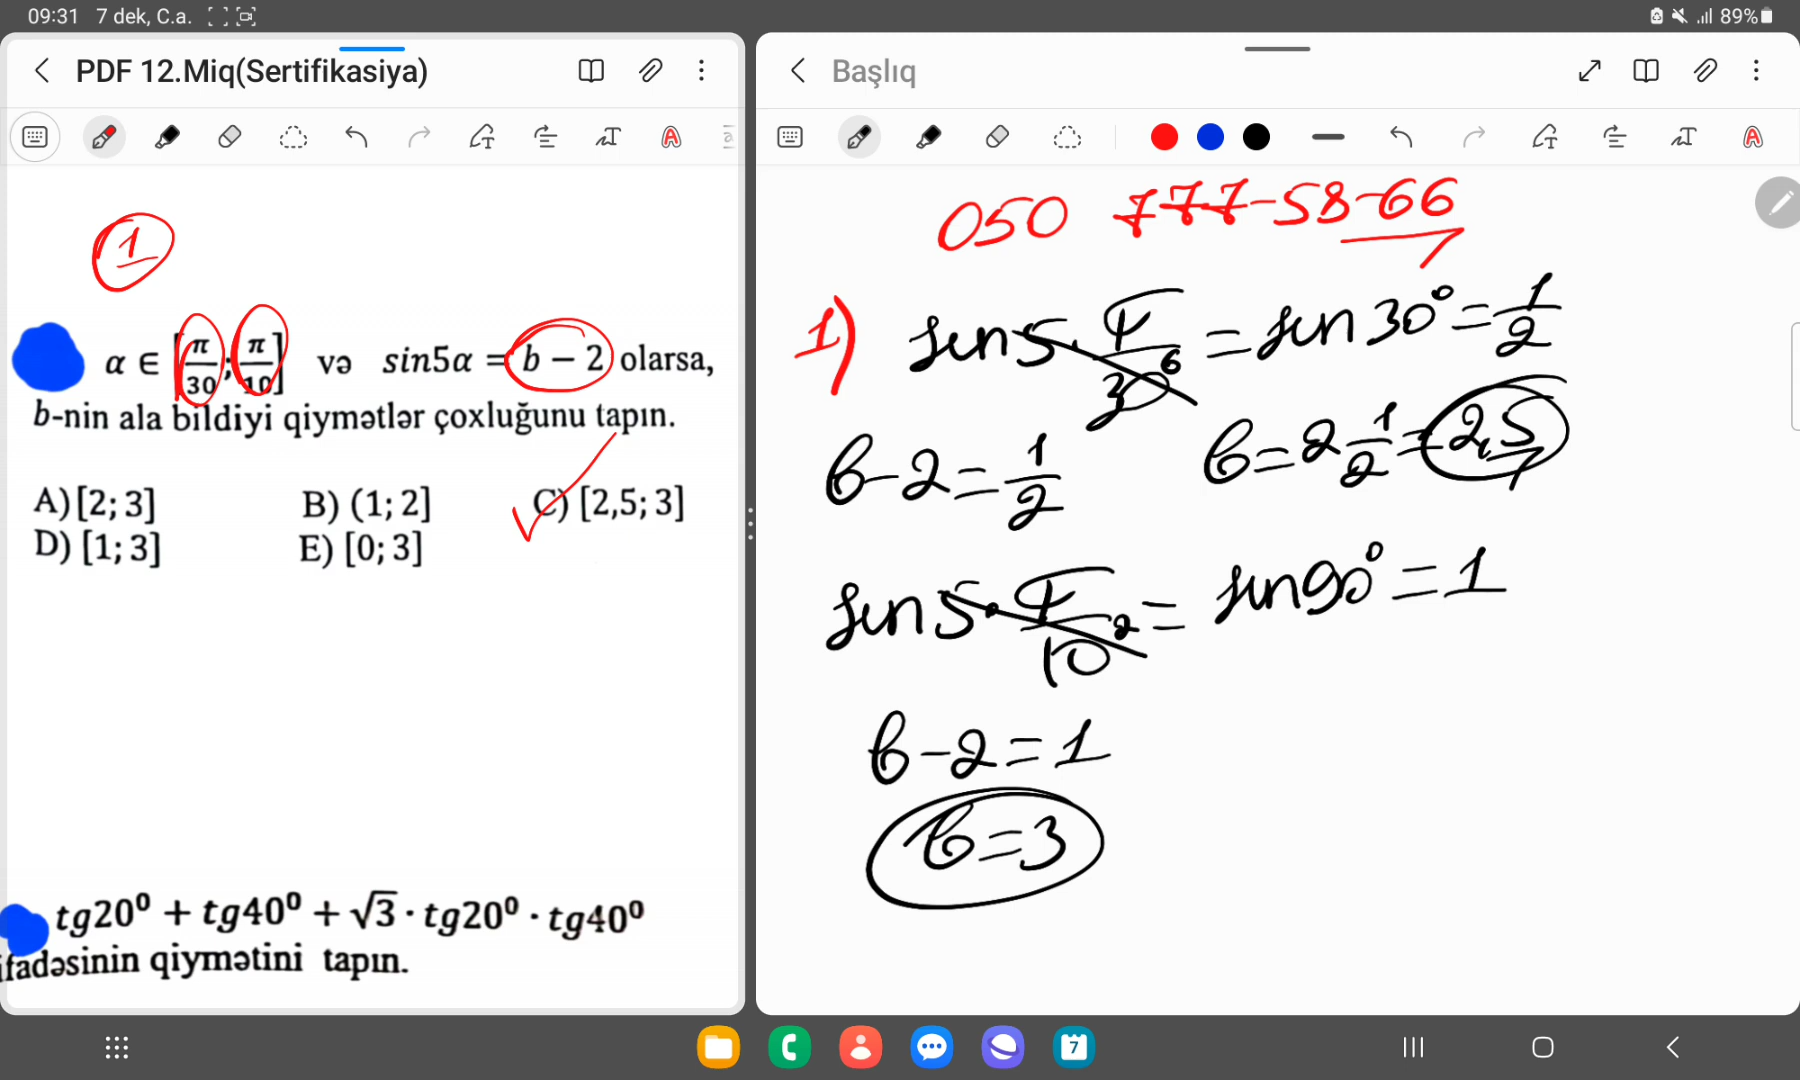 09:31 7 dek, C.a. 89%
PDF 12.Miq(Sertifikasiya)
1
α ∈ [π/30; π/10] və sin5α = b − 2 olarsa,
b-nin ala bildiyi qiymətlər çoxluğunu tapın.
A) [2; 3] B) (1; 2] C) [2,5; 3]
D) [1; 3] E) [0; 3]
tg20⁰ + tg40⁰ + √3 · tg20⁰ · tg40⁰
ifadəsinin qiymətini tapın.
Başlıq
050 777-58-66
1) sin5·π/30 6 = sin30° = 1/2
b-2 = 1/2 b = 2 1/2 = 2,5
sin5·π/10 2 = sin90° = 1
b-2 = 1
b = 3
7